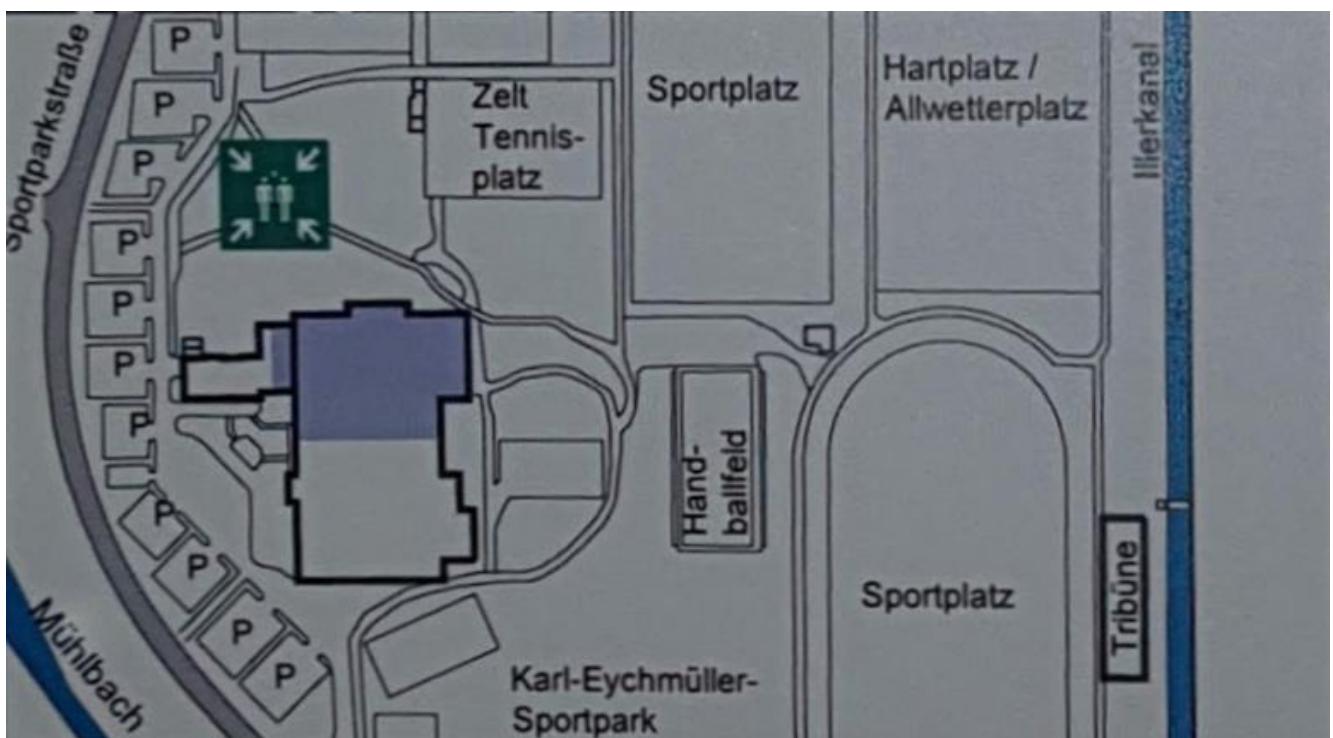 Sportparkstraße
P
P
P
P
P
P
P
P
P
P
P
Zelt
Tennis-
platz
Sportplatz
Hartplatz /
Allwetterplatz
Illerkanal
Hand-
ballfeld
Sportplatz
Tribüne
Mühlbach
Karl-Eychmüller-
Sportpark